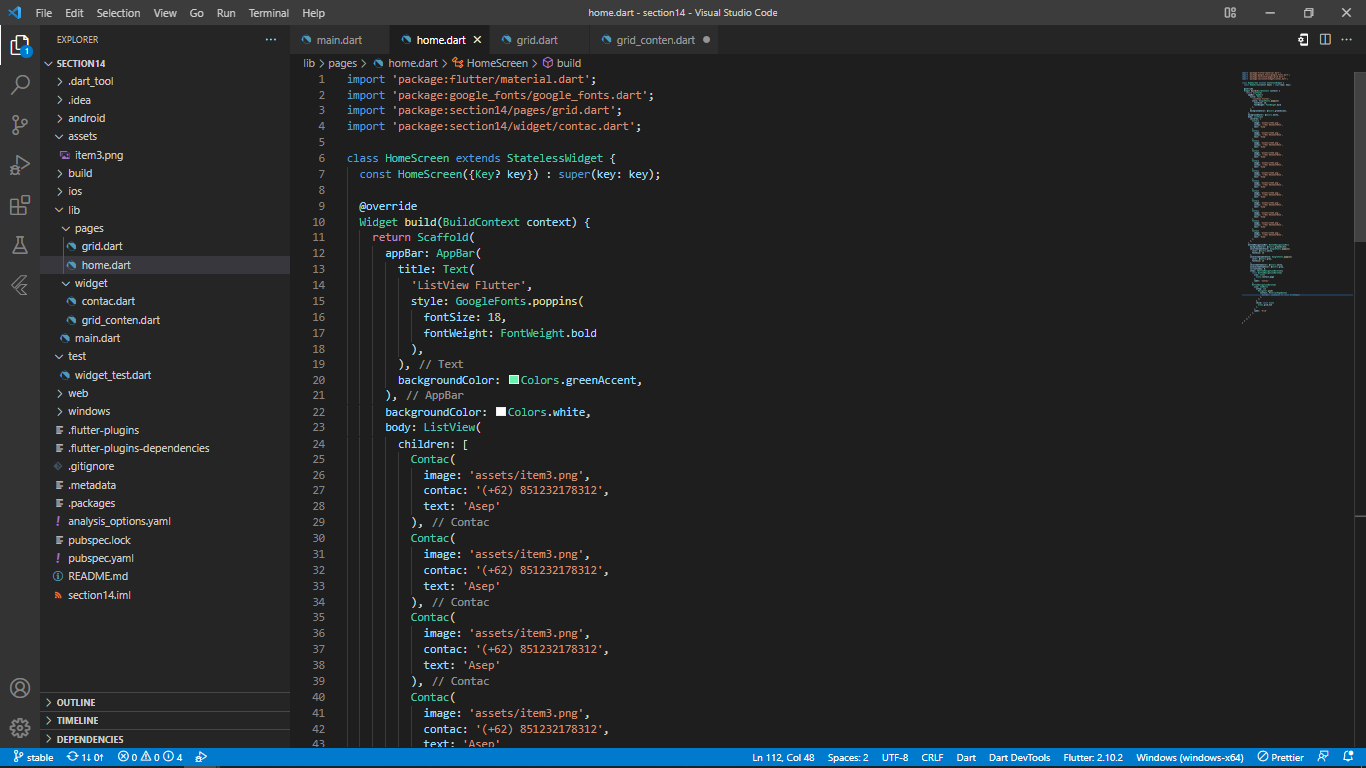 File Edit Selection View Go Run Terminal Help
home.dart - section14 - Visual Studio Code
EXPLORER
1
SECTION14
.dart_tool
.idea
android
assets
item3.png
build
ios
lib
pages
grid.dart
home.dart
widget
contac.dart
grid_conten.dart
main.dart
test
widget_test.dart
web
windows
.flutter-plugins
.flutter-plugins-dependencies
.gitignore
.metadata
.packages
analysis_options.yaml
pubspec.lock
pubspec.yaml
README.md
section14.iml
OUTLINE
TIMELINE
DEPENDENCIES
main.dart home.dart grid.dart grid_conten.dart
lib > pages > home.dart > HomeScreen > build
1 import 'package:flutter/material.dart';
2 import 'package:google_fonts/google_fonts.dart';
3 import 'package:section14/pages/grid.dart';
4 import 'package:section14/widget/contac.dart';
5
6 class HomeScreen extends StatelessWidget {
7 const HomeScreen({Key? key}) : super(key: key);
8
9 @override
10 Widget build(BuildContext context) {
11 return Scaffold(
12 appBar: AppBar(
13 title: Text(
14 'ListView Flutter',
15 style: GoogleFonts.poppins(
16 fontSize: 18,
17 fontWeight: FontWeight.bold
18 ),
19 ), // Text
20 backgroundColor: Colors.greenAccent,
21 ), // AppBar
22 backgroundColor: Colors.white,
23 body: ListView(
24 children: [
25 Contac(
26 image: 'assets/item3.png',
27 contac: '(+62) 851232178312',
28 text: 'Asep'
29 ), // Contac
30 Contac(
31 image: 'assets/item3.png',
32 contac: '(+62) 851232178312',
33 text: 'Asep'
34 ), // Contac
35 Contac(
36 image: 'assets/item3.png',
37 contac: '(+62) 851232178312',
38 text: 'Asep'
39 ), // Contac
40 Contac(
41 image: 'assets/item3.png',
42 contac: '(+62) 851232178312',
43 text: 'Asep'
stable 1↓ 0↑ 0 0 4
Ln 112, Col 48 Spaces: 2 UTF-8 CRLF Dart Dart DevTools Flutter: 2.10.2 Windows (windows-x64) Prettier